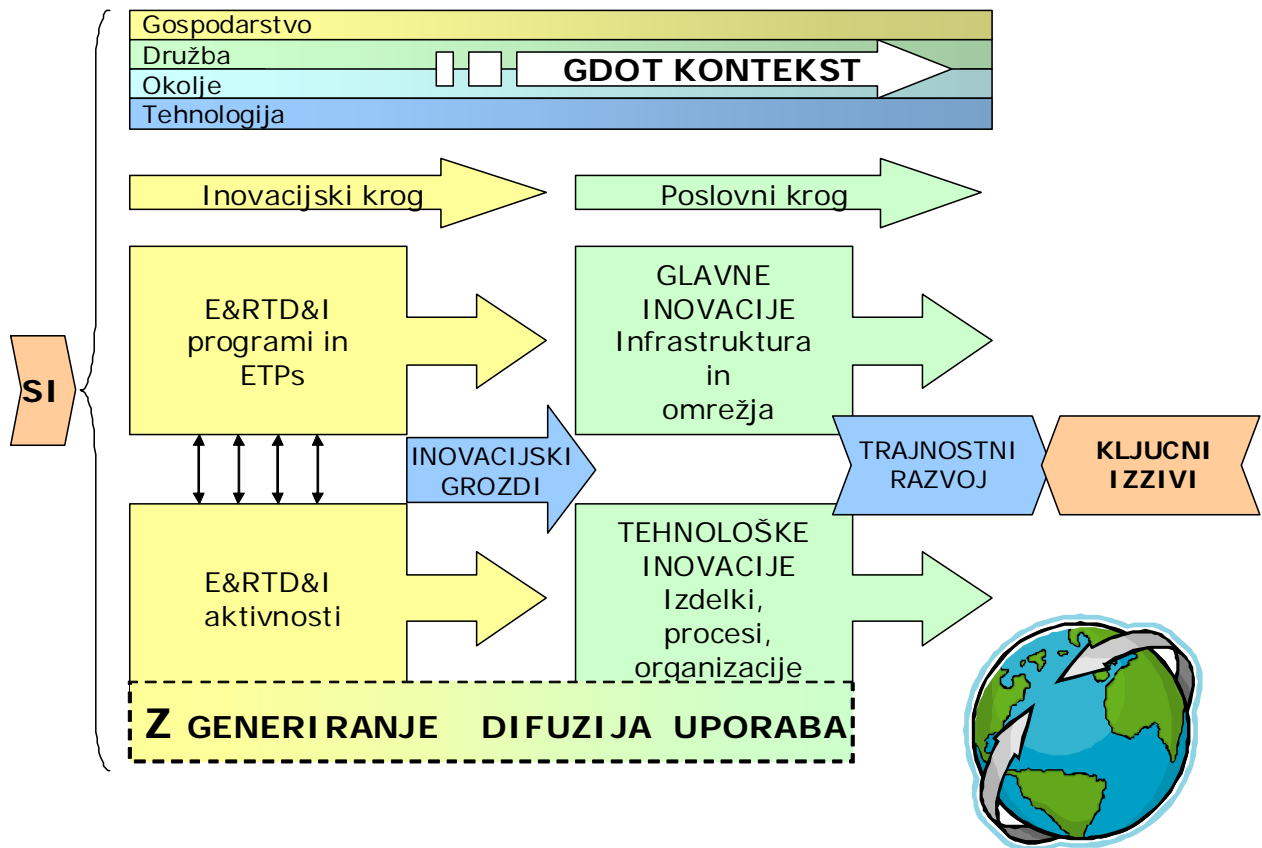 Gospodarstvo
Družba
Okolje
Tehnologija
GDOT KONTEKST
Inovacijski krog
Poslovni krog
SI
E&RTD&I
programi in
ETPs
GLAVNE
INOVACIJE
Infrastruktura
in
omrežja
INOVACIJSKI
GROZDI
TRAJNOSTNI
RAZVOJ
KLJUCNI
IZZIVI
E&RTD&I
aktivnosti
TEHNOLOŠKE
INOVACIJE
Izdelki,
procesi,
organizacije
Z GENERIRANJE DIFUZIJA UPORABA